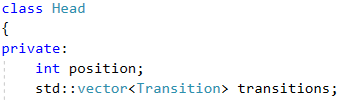 class Head
{
private:
    int position;
    std::vector<Transition> transitions;